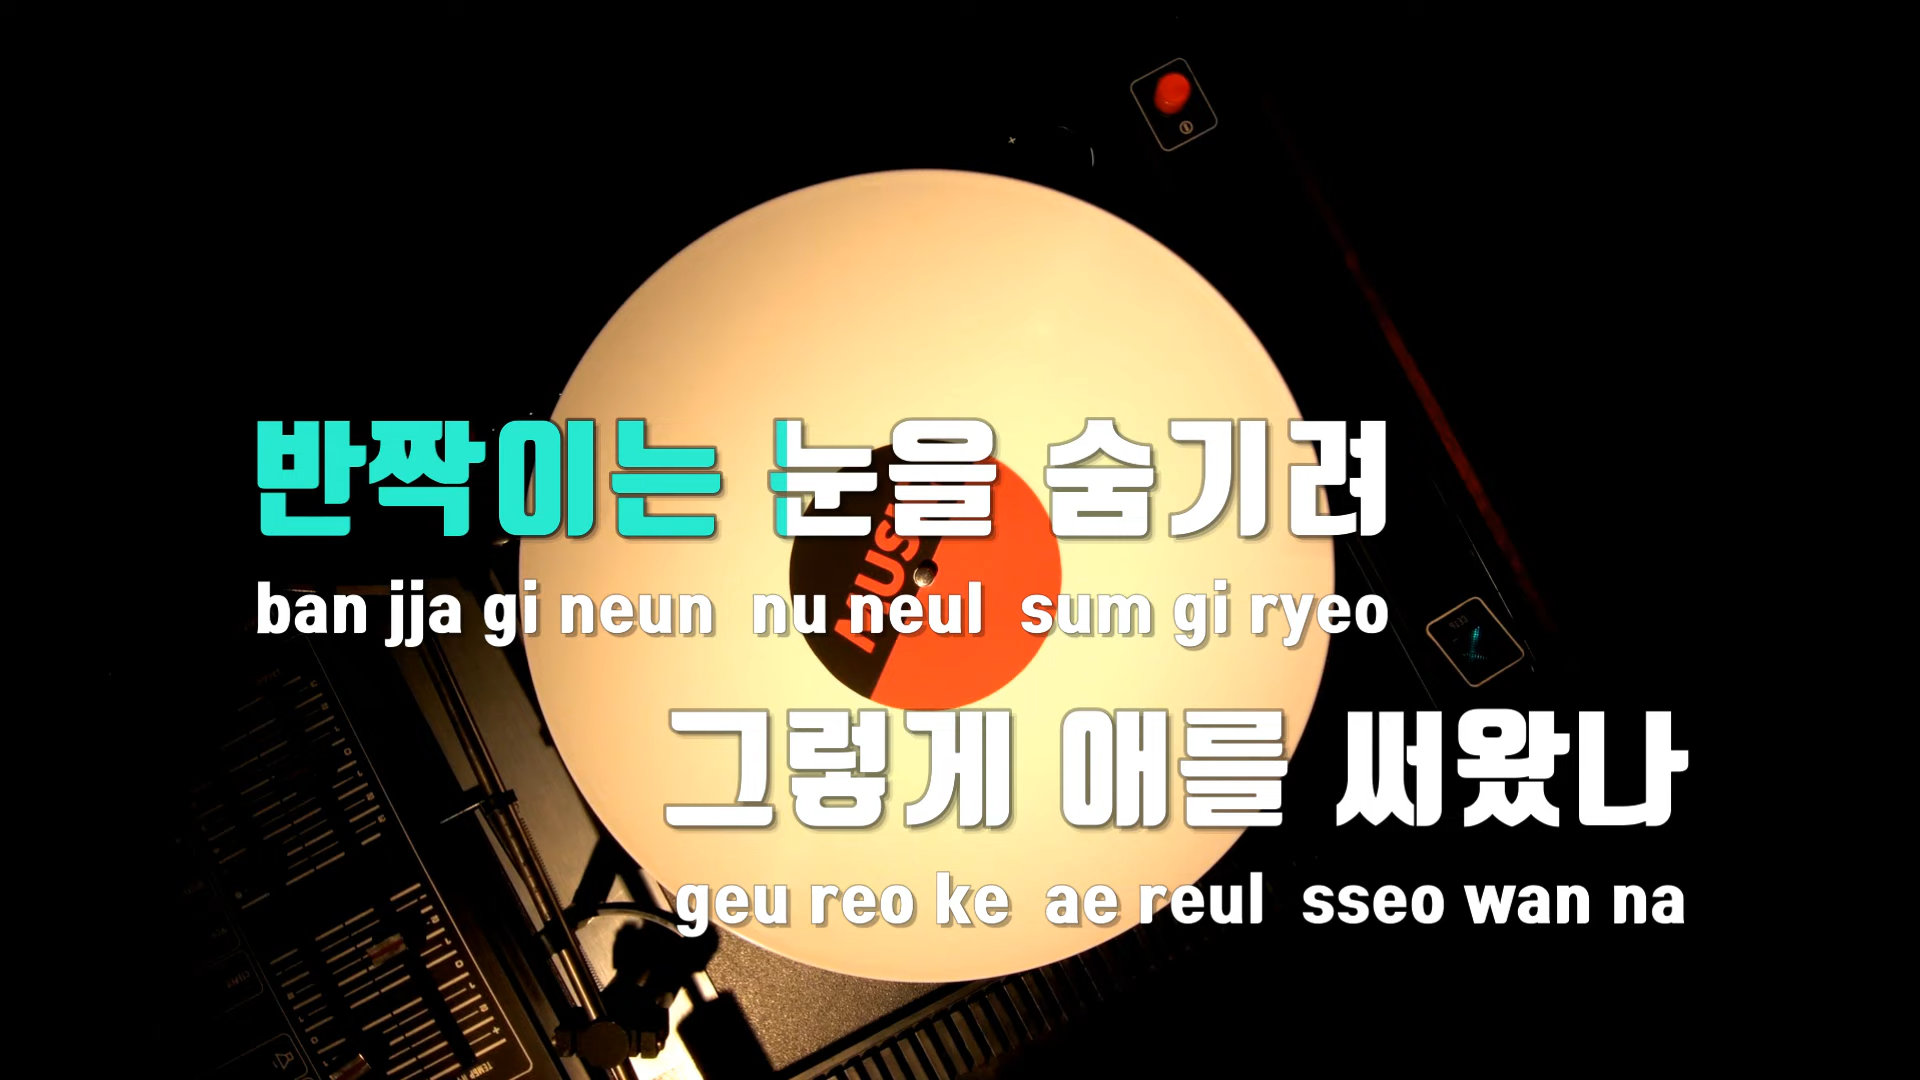 반짝이는 눈을 숨기려
ban jja gi neun nu neul sum gi ryeo
그렇게 애를 써왔나
geu reo ke ae reul sseo wan na